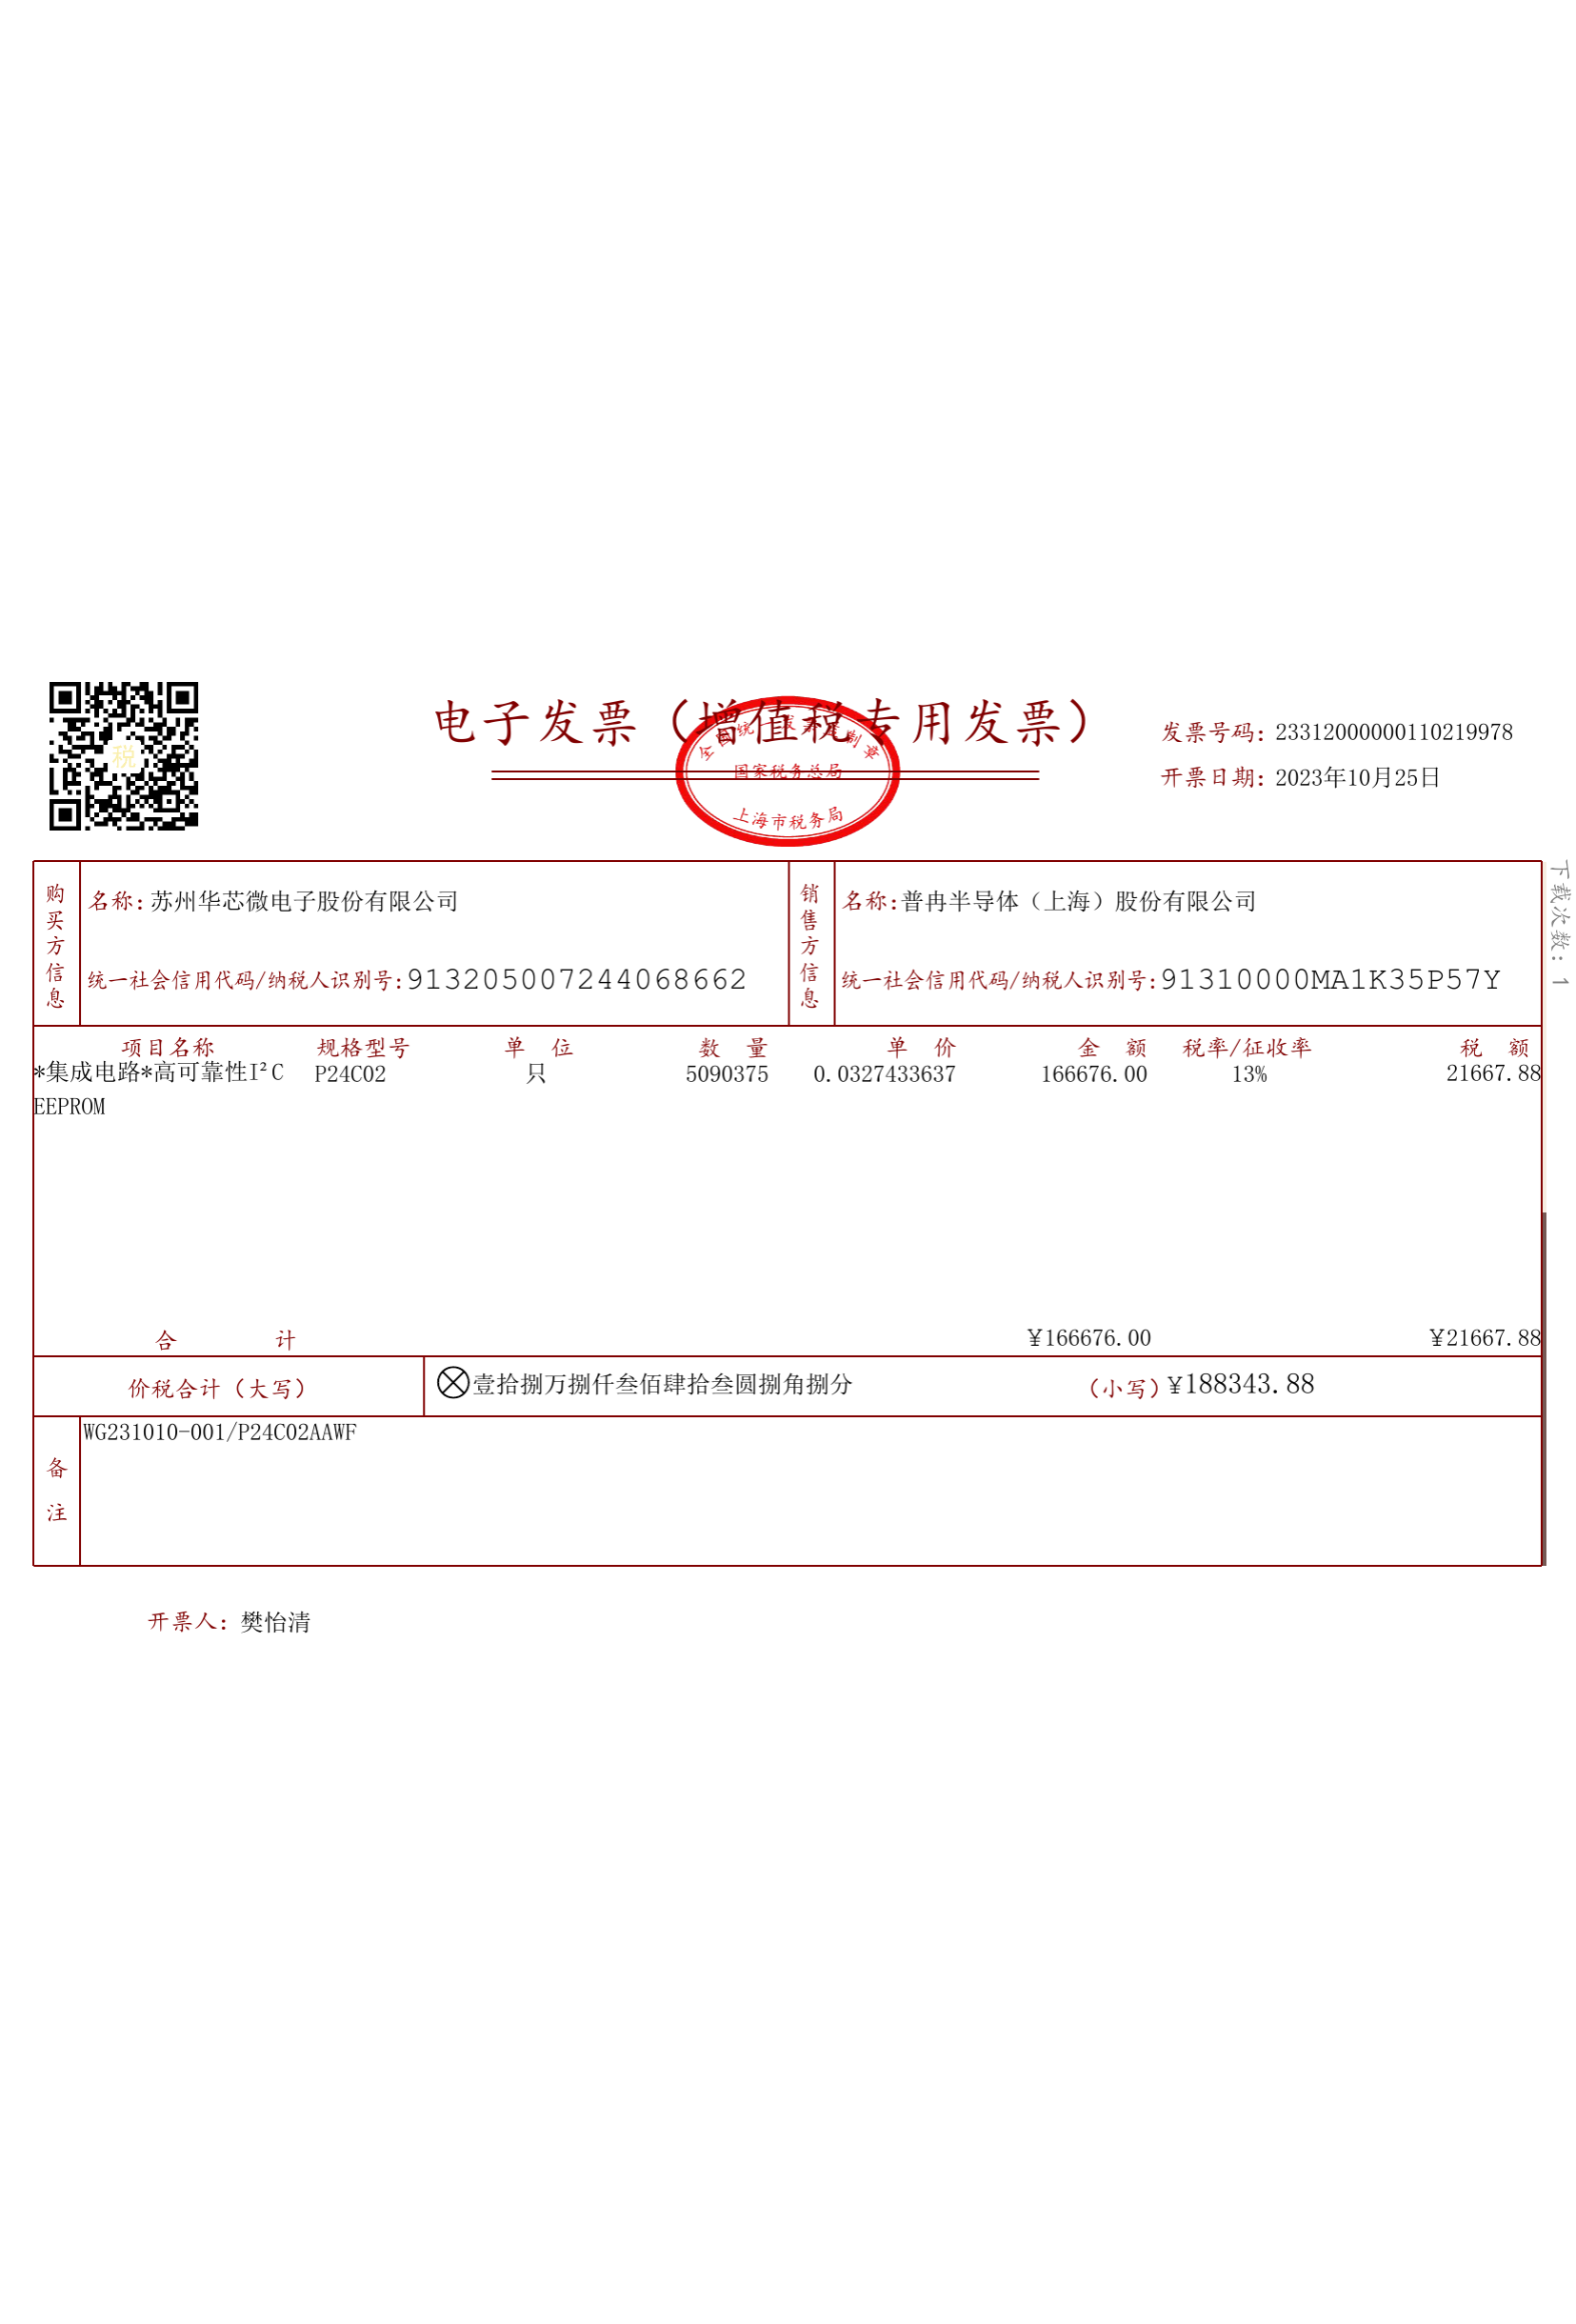 税
电子发票（增值税专用发票）
全国统一发票监制章
国家税务总局
上海市税务局
发票号码：23312000000110219978
开票日期：2023年10月25日
下载次数：1
购买方信息
名称：苏州华芯微电子股份有限公司
统一社会信用代码/纳税人识别号：913205007244068662
销售方信息
名称：普冉半导体（上海）股份有限公司
统一社会信用代码/纳税人识别号：91310000MA1K35P57Y
项目名称 规格型号 单位 数量 单价 金额 税率/征收率 税额
*集成电路*高可靠性I²C P24C02 只 5090375 0.0327433637 166676.00 13% 21667.88
EEPROM
合计 ¥166676.00 ¥21667.88
价税合计（大写） 壹拾捌万捌仟叁佰肆拾叁圆捌角捌分 （小写）¥188343.88
备注
WG231010-001/P24C02AAWF
开票人：樊怡清